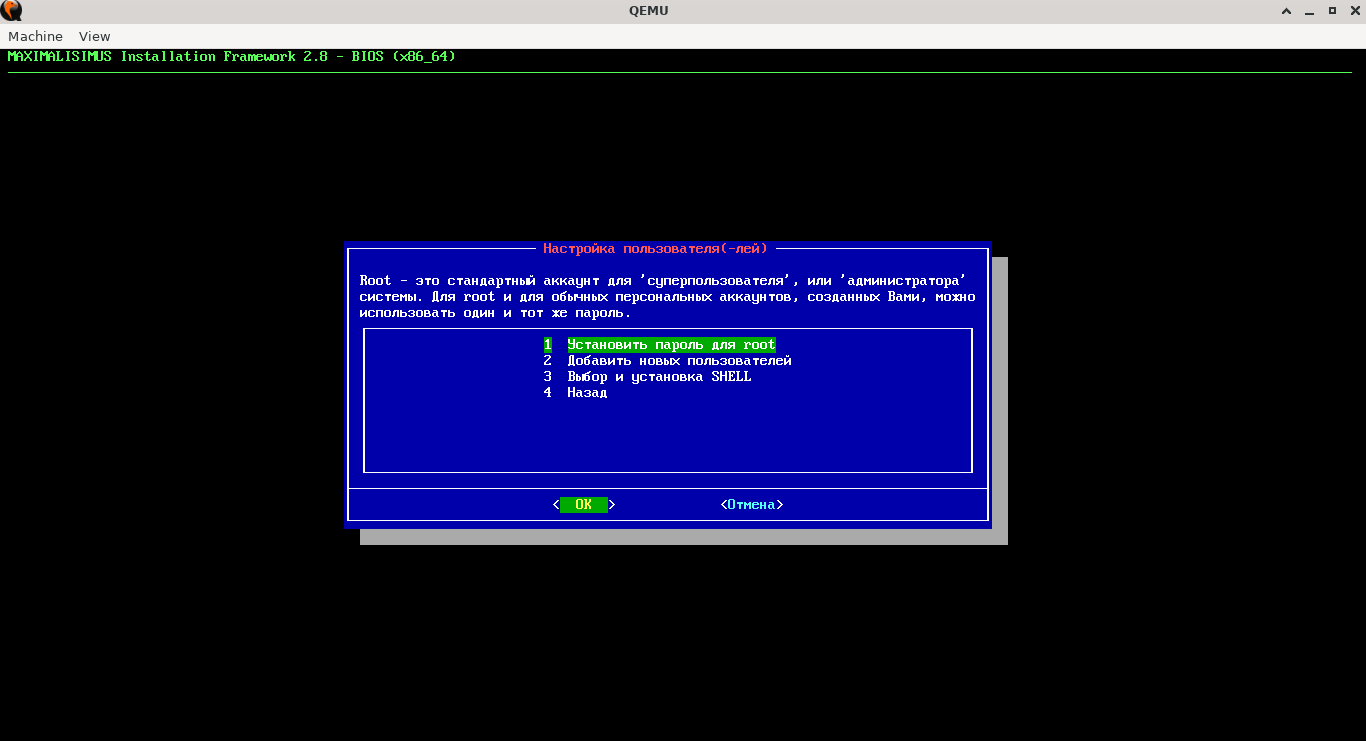 QEMU
Machine View
MAXIMALISIMUS Installation Framework 2.8 - BIOS (x86_64)
Настройка пользователя(-лей)
Root - это стандартный аккаунт для 'суперпользователя', или 'администратора'
системы. Для root и для обычных персональных аккаунтов, созданных Вами, можно
использовать один и тот же пароль.
1 Установить пароль для root
2 Добавить новых пользователей
3 Выбор и установка SHELL
4 Назад
< OK > <Отмена>